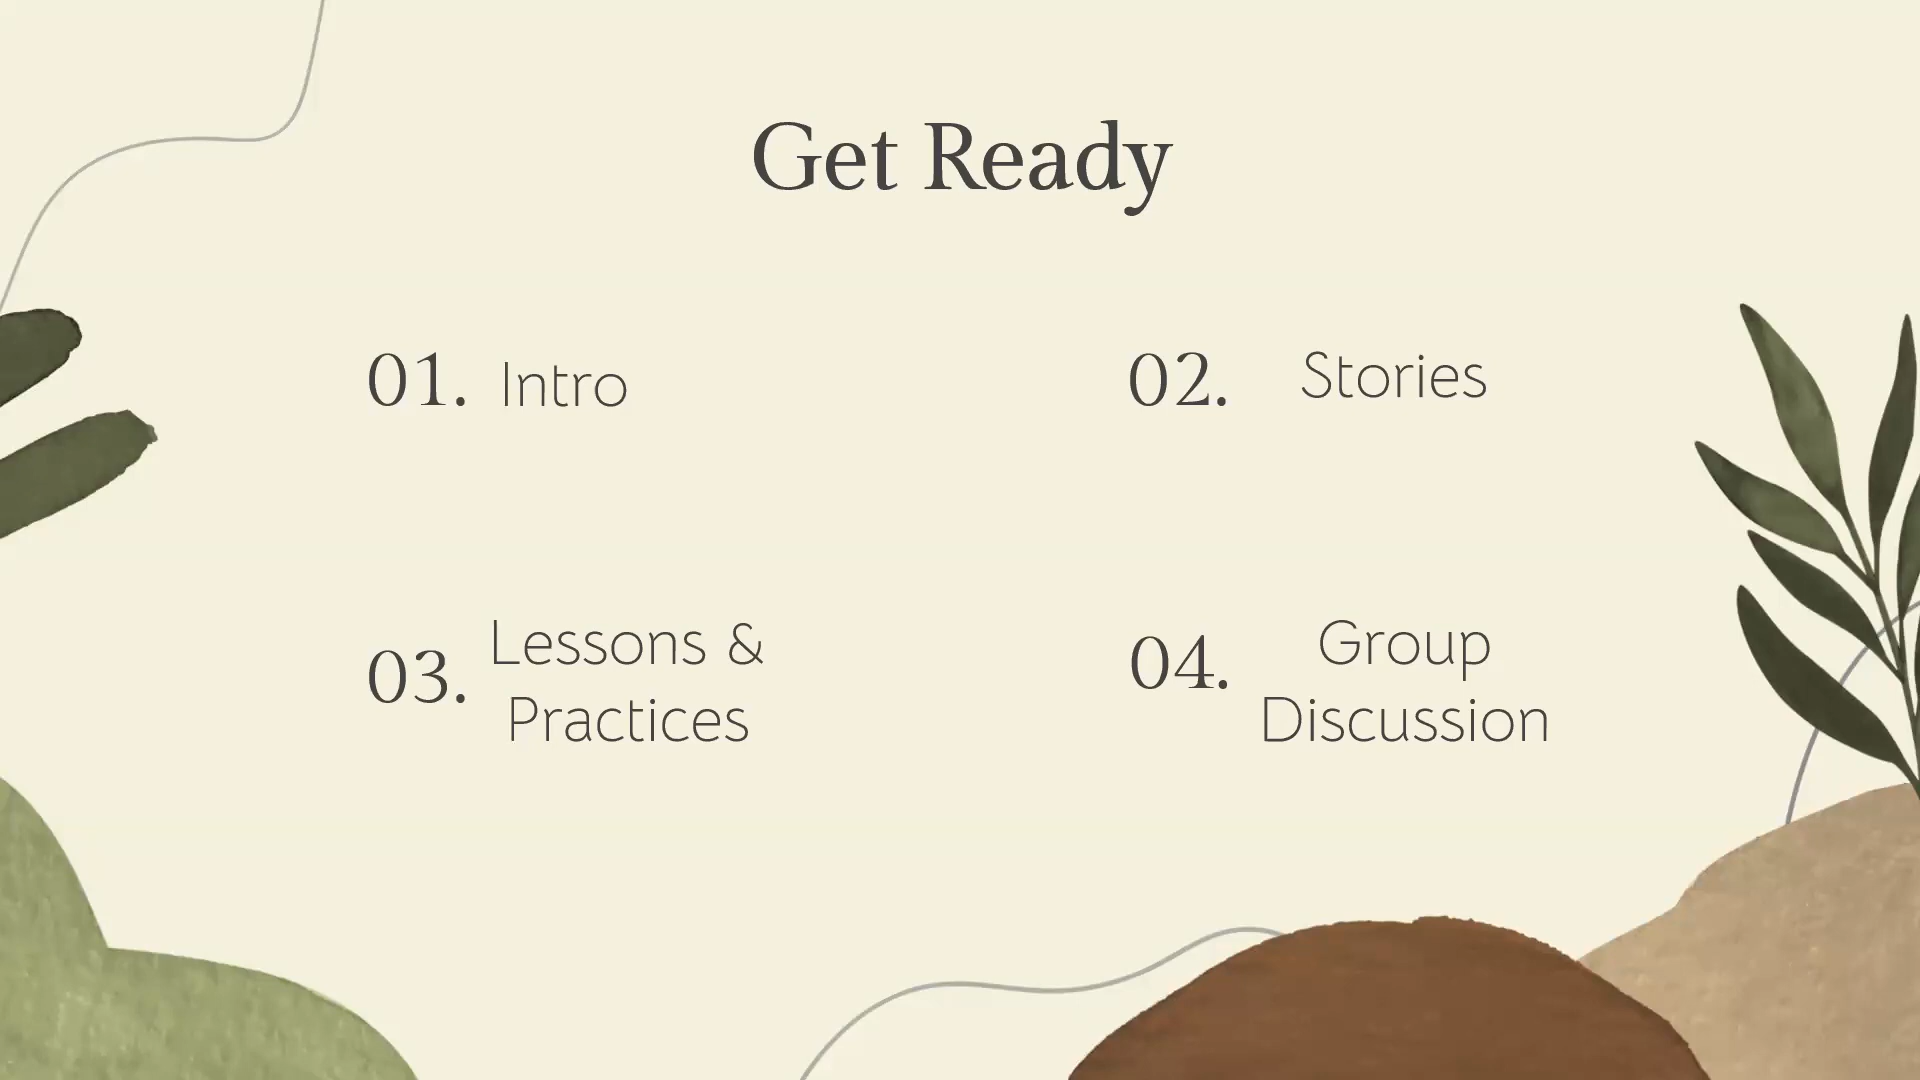 Get Ready
01. Intro
02. Stories
03. Lessons &
Practices
04. Group
Discussion